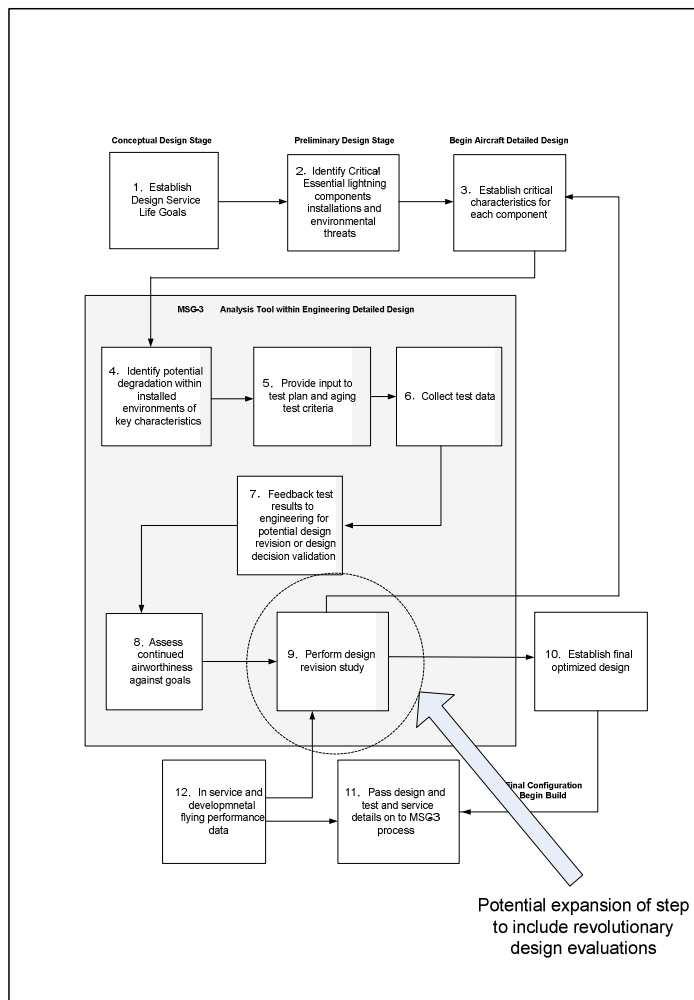 Conceptual Design Stage
Preliminary Design Stage
Begin Aircraft Detailed Design
1. Establish
Design Service
Life Goals
2. Identify Critical
Essential lightning
components
installations and
environmental
threats
3. Establish critical
characteristics for
each component
MSG-3 Analysis Tool within Engineering Detailed Design
4. Identify potential
degradation within
installed
environments of
key characteristics
5. Provide input to
test plan and aging
test criteria
6. Collect test data
7. Feedback test
results to
engineering for
potential design
revision or design
decision validation
8. Assess
continued
airworthiness
against goals
9. Perform design
revision study
10. Establish final
optimized design
12. In service and
developmnetal
flying performance
data
11. Pass design and
test and service
details on to MSG-3
process
Final Configuration
Begin Build
Potential expansion of step
to include revolutionary
design evaluations